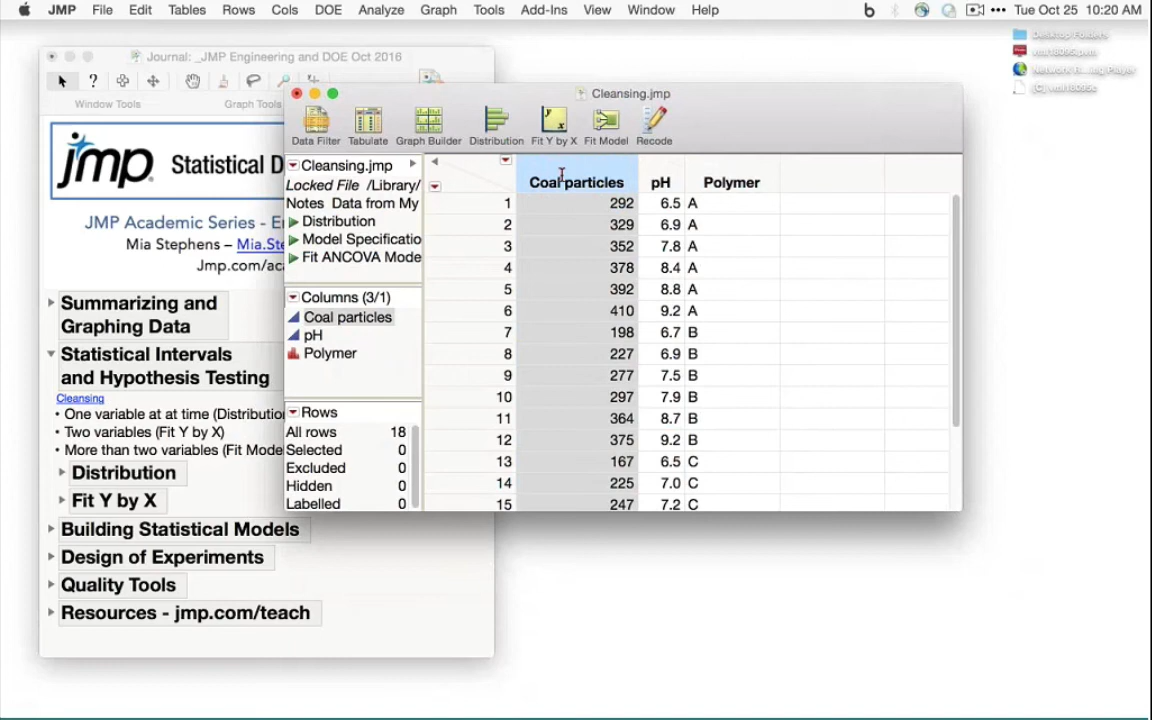 JMP File Edit Tables Rows Cols DOE Analyze Graph Tools Add-Ins View Window Help Tue Oct 25 10:20 AM
Desktop Folders
Journal: _JMP Engineering and DOE Oct 2016
Window Tools Graph Tools
jmp Statistical D
JMP Academic Series - E
Mia Stephens – Mia.Ste
Jmp.com/aca
Summarizing and
Graphing Data
Statistical Intervals
and Hypothesis Testing
Cleansing
• One variable at at time (Distributio
• Two variables (Fit Y by X)
• More than two variables (Fit Mode
Distribution
Fit Y by X
Building Statistical Models
Design of Experiments
Quality Tools
Resources - jmp.com/teach
Cleansing.jmp
Data Filter Tabulate Graph Builder Distribution Fit Y by X Fit Model Recode
Cleansing.jmp
Locked File /Library/
Notes Data from My
Distribution
Model Specificatio
Fit ANCOVA Mode
Columns (3/1)
Coal particles
pH
Polymer
Rows
All rows 18
Selected 0
Excluded 0
Hidden 0
Labelled 0
Coal particles pH Polymer
1 292 6.5 A
2 329 6.9 A
3 352 7.8 A
4 378 8.4 A
5 392 8.8 A
6 410 9.2 A
7 198 6.7 B
8 227 6.9 B
9 277 7.5 B
10 297 7.9 B
11 364 8.7 B
12 375 9.2 B
13 167 6.5 C
14 225 7.0 C
15 247 7.2 C